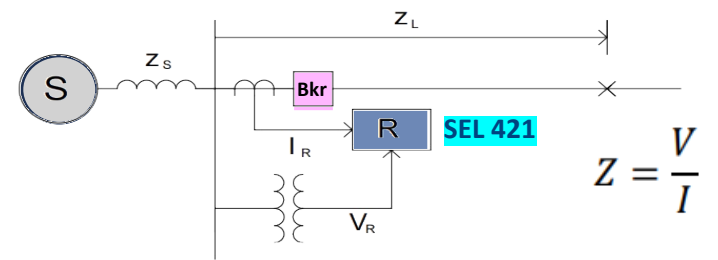 Z L
Z S
S
Bkr
R
SEL 421
I R
V R
Z = V / I